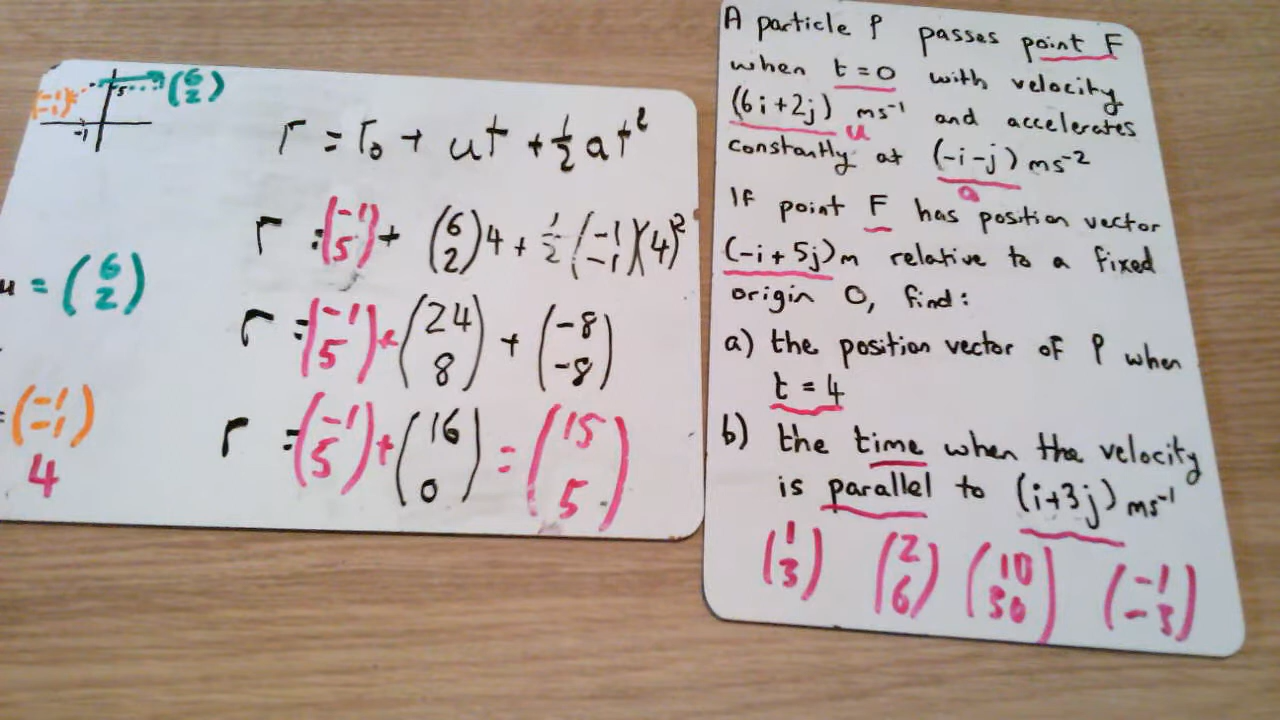 5 (6 2)
(-1 -1)
-1
r = r₀ + ut + ½at²
r = (-1 5) + (6 2)4 + ½(-1 -1)(4)²
u = (6 2)
r = (-1 5) + (24 8) + (-8 -8)
= (-1 -1)
r = (-1 5) + (16 0) = (15 5)
4
A particle P passes point F
when t=0 with velocity
(6i+2j) ms⁻¹ and accelerates
u
constantly at (-i-j) ms⁻²
a
If point F has position vector
(-i+5j)m relative to a fixed
origin O, find:
a) the position vector of P when
t = 4
b) the time when the velocity
is parallel to (i+3j) ms⁻¹
(1 3) (2 6) (10 30) (-1 -3)